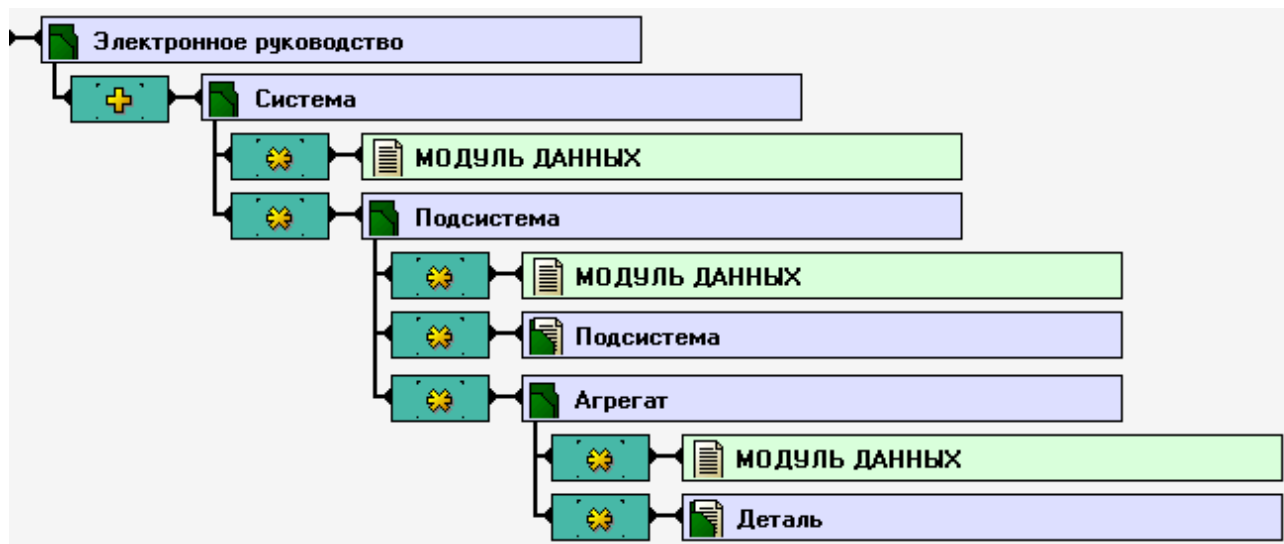 Электронное руководство
Система
МОДУЛЬ ДАННЫХ
Подсистема
МОДУЛЬ ДАННЫХ
Подсистема
Агрегат
МОДУЛЬ ДАННЫХ
Деталь